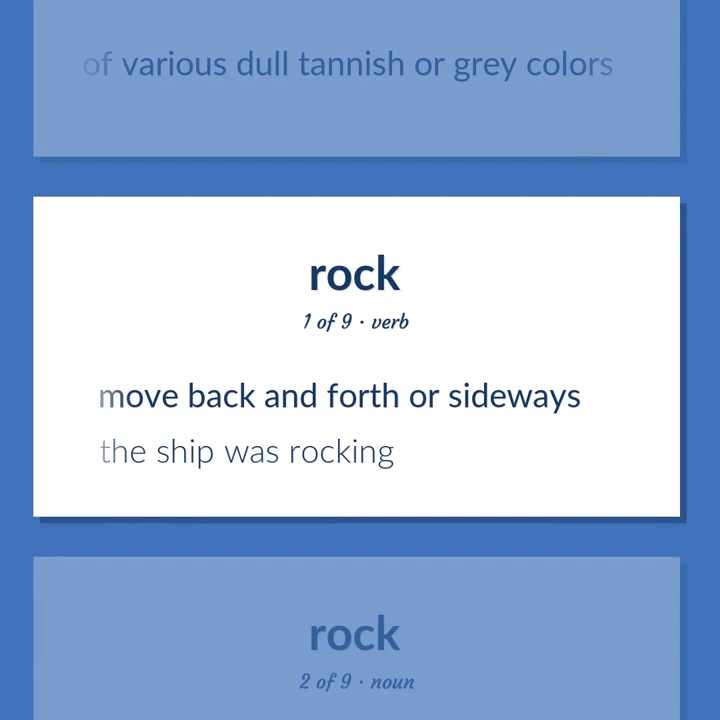 of various dull tannish or grey colors
rock
1 of 9 · verb
move back and forth or sideways
the ship was rocking
rock
2 of 9 · noun